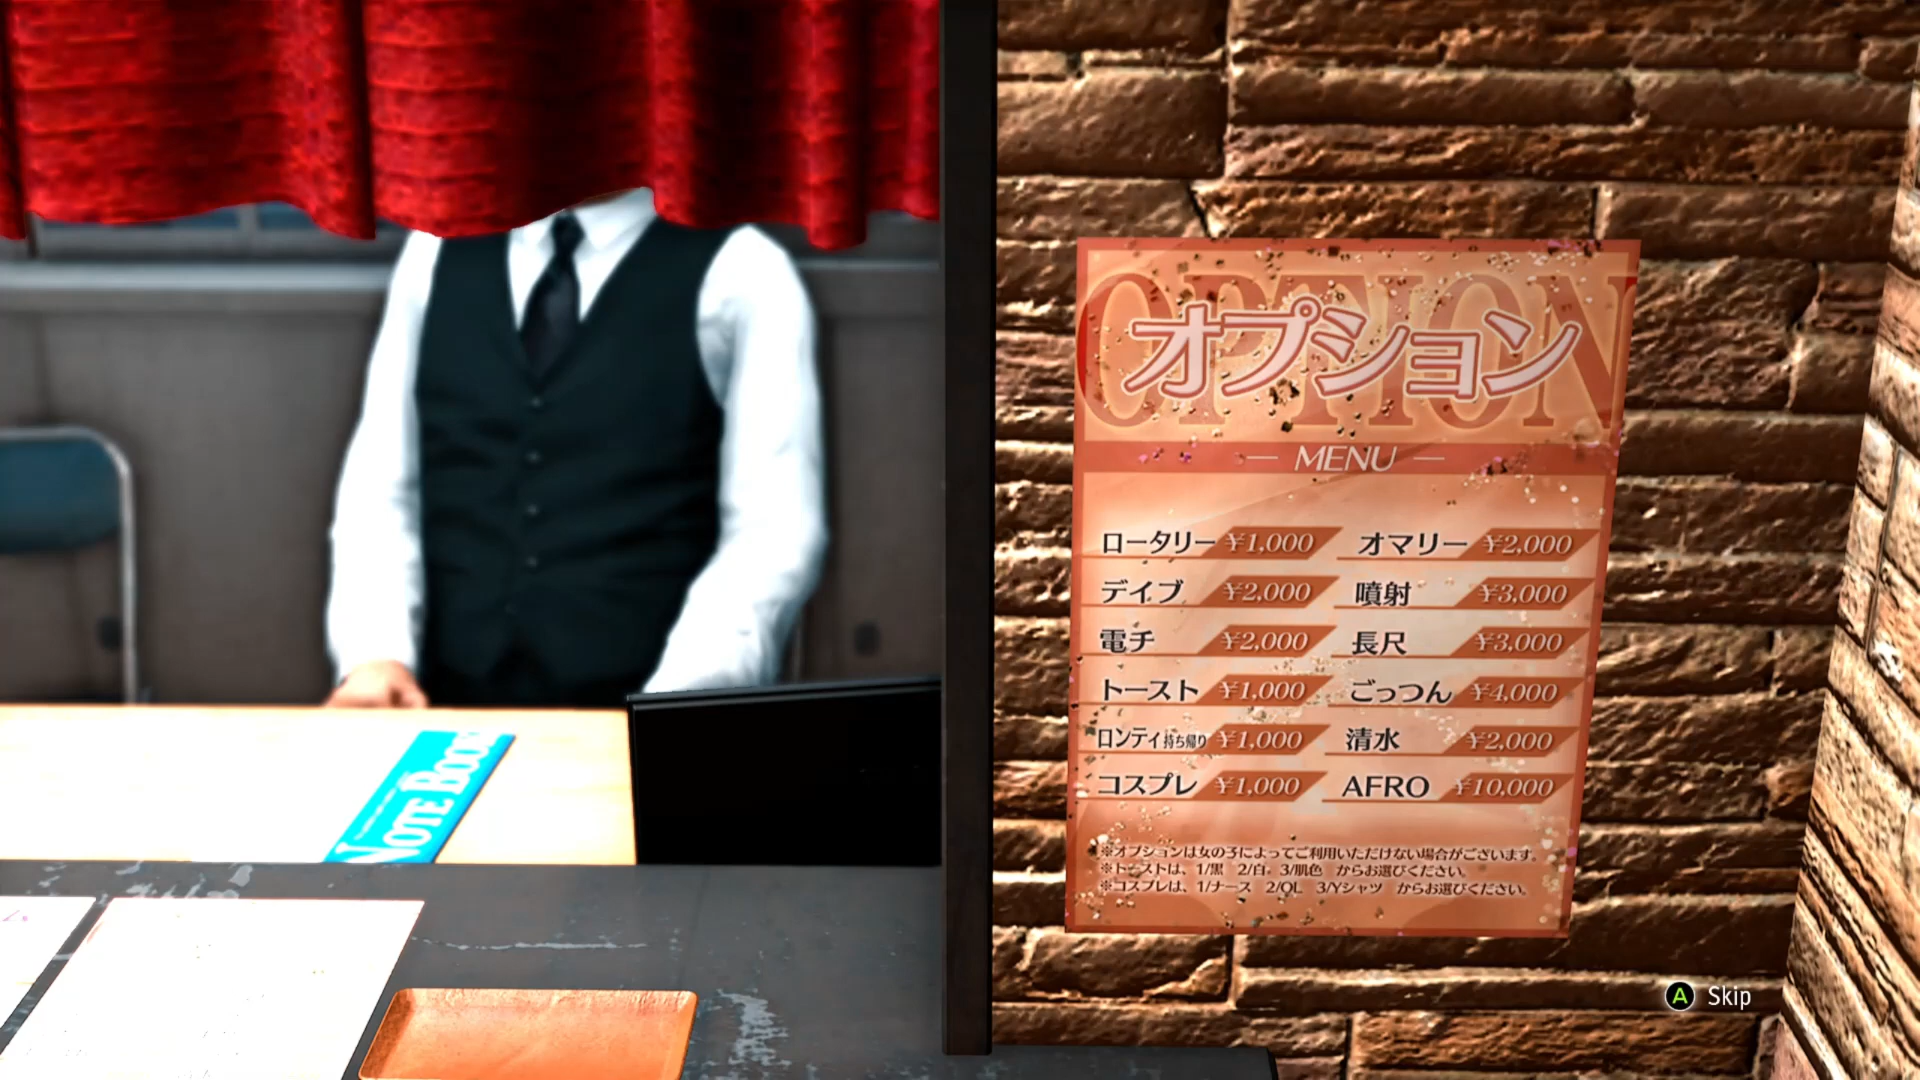 OPTION
オプション
MENU
ロータリー ¥1,000 オマリー ¥2,000
デイブ ¥2,000 噴射 ¥3,000
電チ ¥2,000 長尺 ¥3,000
トースト ¥1,000 ごっつん ¥4,000
ロンティ持ち帰り ¥1,000 清水 ¥2,000
コスプレ ¥1,000 AFRO ¥10,000
※オプションは女の子によってご利用いただけない場合がございます。
※トーストは、1/黒 2/白。3/肌色 からお選びください。
※コスプレは、1/ナース 2/OL 3/Yシャツ からお選びください。
NOTE BOOK
A Skip